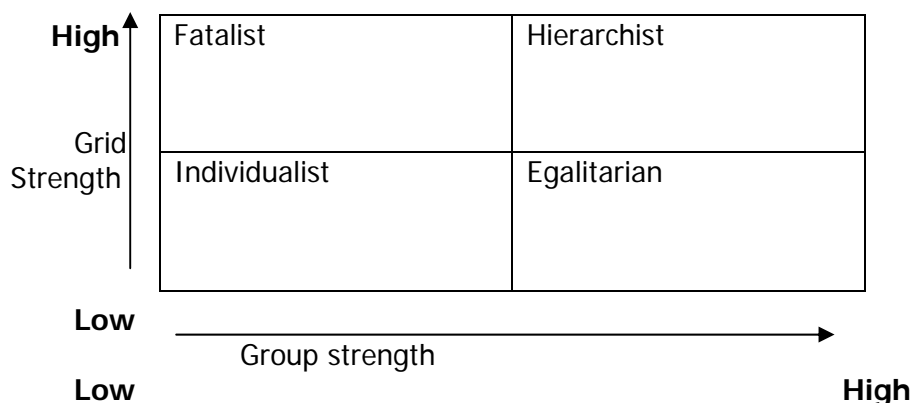 High
Fatalist
Hierarchist
Grid
Strength
Individualist
Egalitarian
Low
Group strength
Low
High